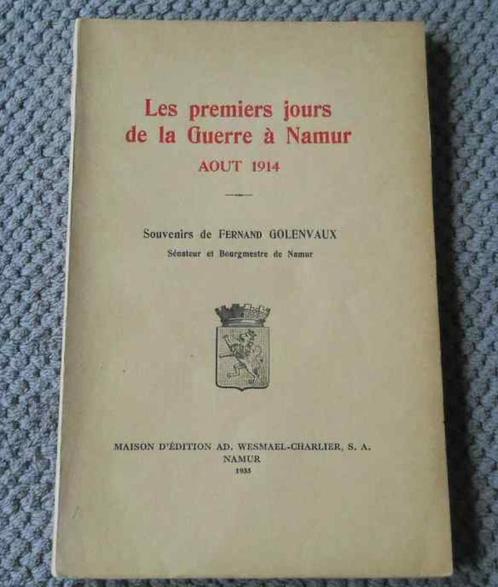 Les premiers jours
de la Guerre à Namur
AOUT 1914
Souvenirs de FERNAND GOLENVAUX
Sénateur et Bourgmestre de Namur
MAISON D'ÉDITION AD. WESMAEL-CHARLIER, S. A.
NAMUR
1935